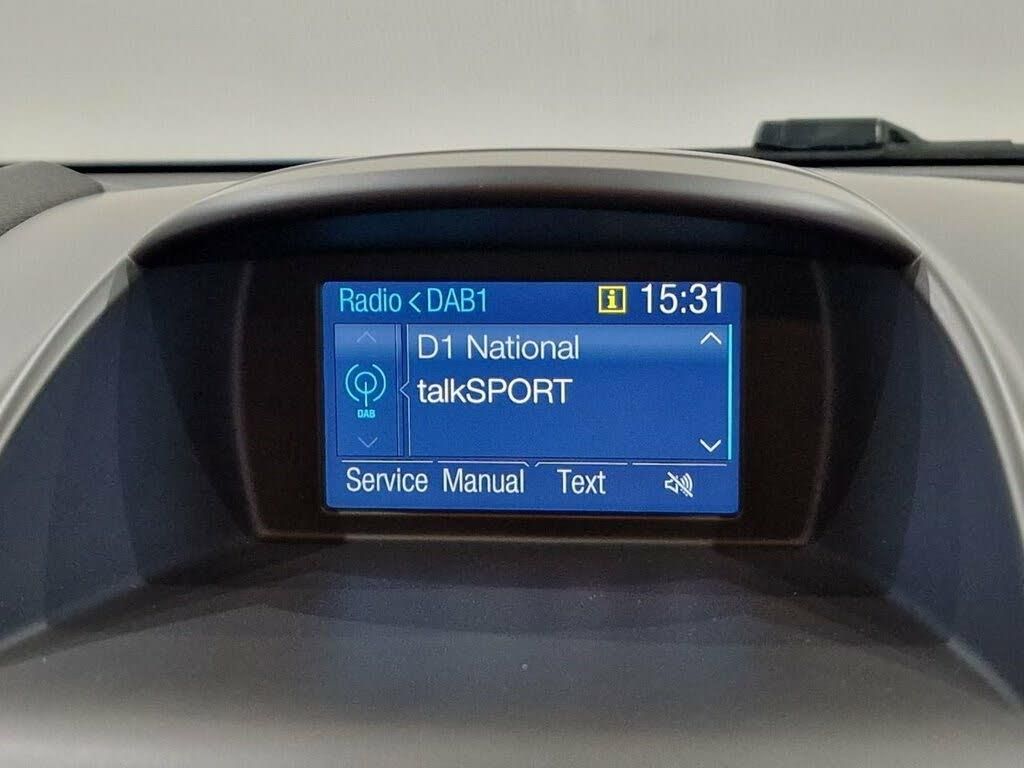 Radio < DAB1 i 15:31
D1 National
talkSPORT
DAB
Service Manual Text